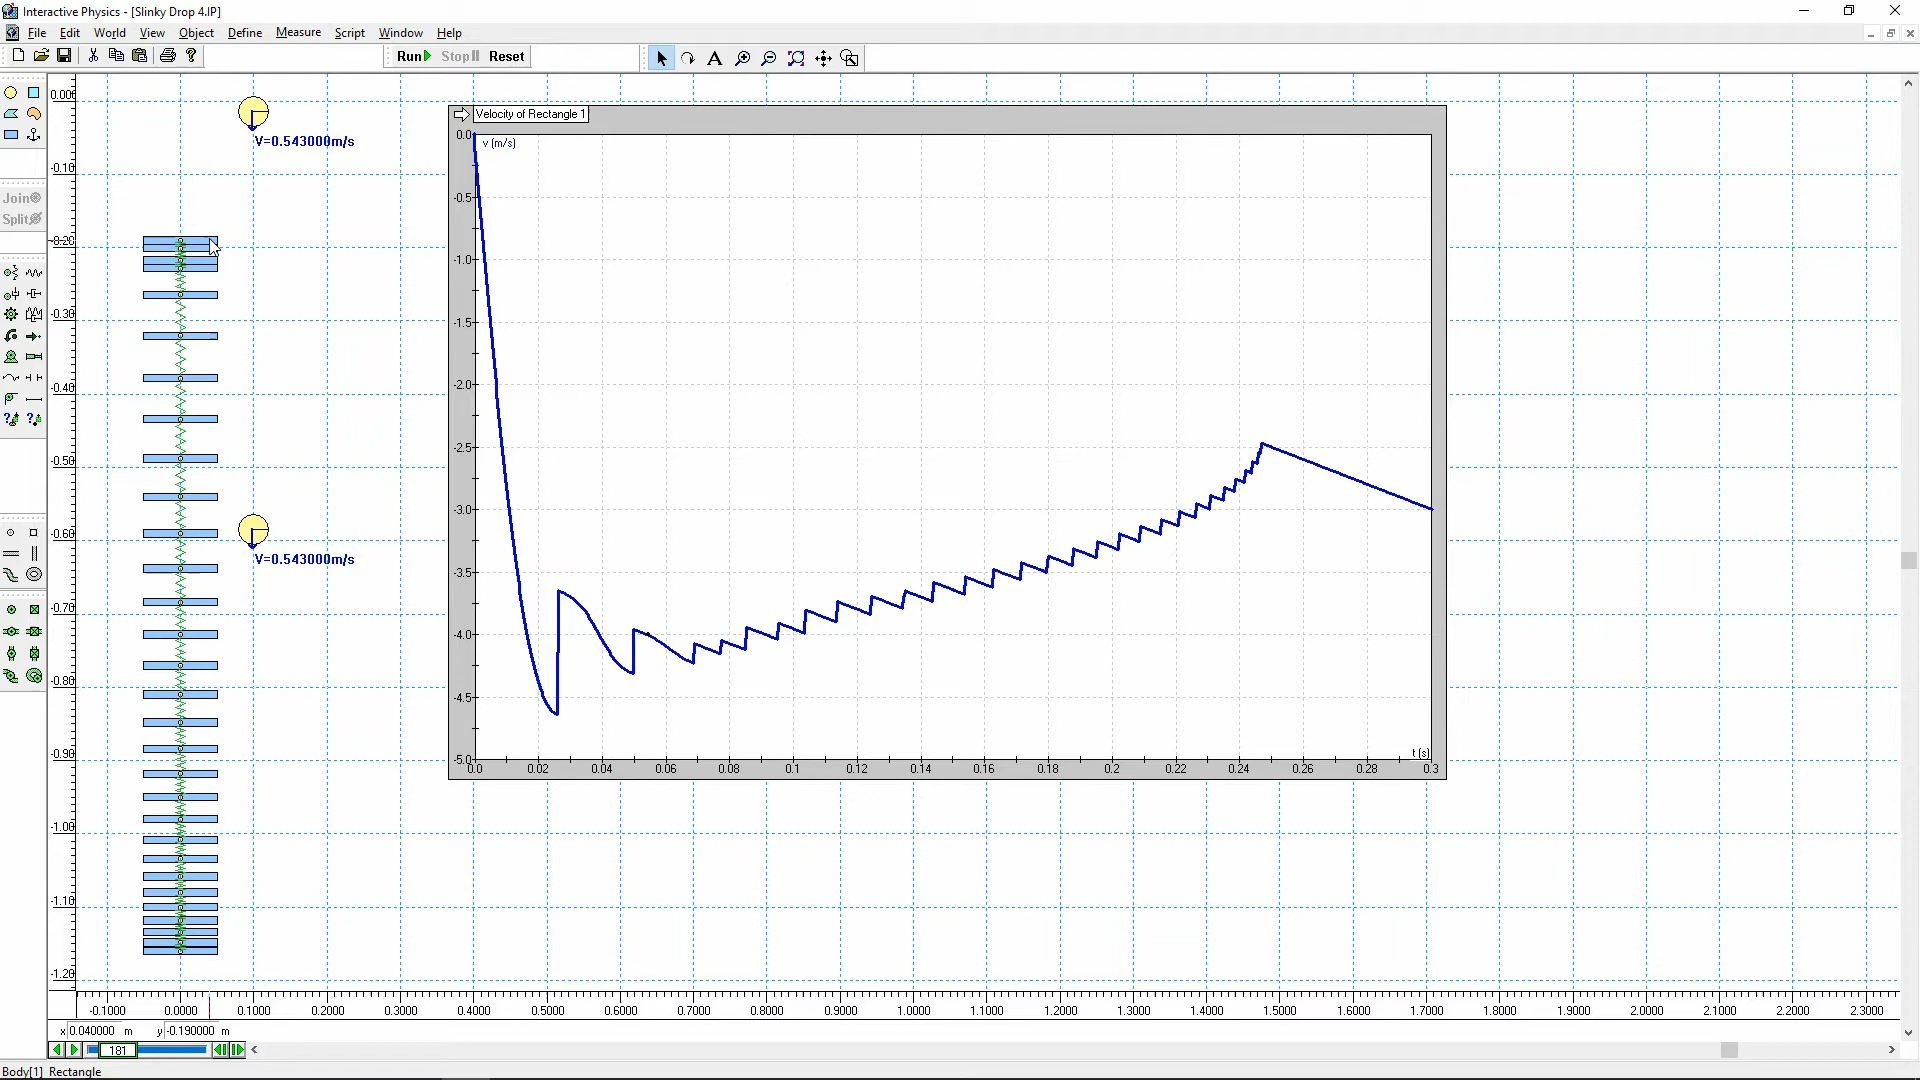 Interactive Physics - [Slinky Drop 4.IP]
File Edit World View Object Define Measure Script Window Help
Run Stop Reset
A
Join
Split
0.000
-0.10
-0.20
-0.30
-0.40
-0.50
-0.60
-0.70
-0.80
-0.90
-1.00
-1.10
-1.20
V=0.543000m/s
V=0.543000m/s
Velocity of Rectangle 1
v (m/s)
0.0
-0.5
-1.0
-1.5
-2.0
-2.5
-3.0
-3.5
-4.0
-4.5
-5.0
t (s)
0.0 0.02 0.04 0.06 0.08 0.1 0.12 0.14 0.16 0.18 0.2 0.22 0.24 0.26 0.28 0.3
-0.1000 0.0000 0.1000 0.2000 0.3000 0.4000 0.5000 0.6000 0.7000 0.8000 0.9000 1.0000 1.1000 1.2000 1.3000 1.4000 1.5000 1.6000 1.7000 1.8000 1.9000 2.0000 2.1000 2.2000 2.3000
x 0.040000 m y -0.190000 m
181
Body[1] Rectangle